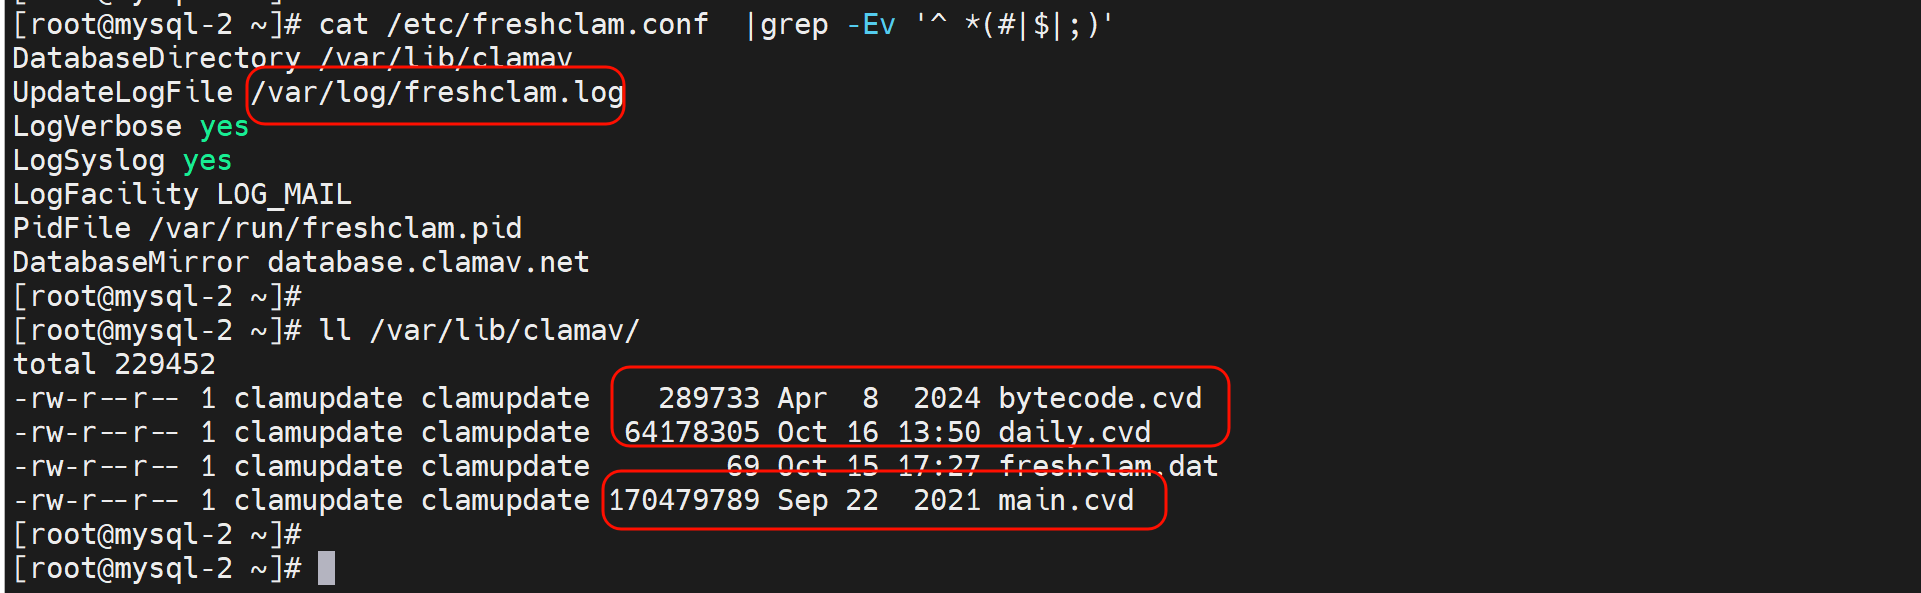 [root@mysql-2 ~]# cat /etc/freshclam.conf  |grep -Ev '^ *(#|$|;)'
DatabaseDirectory /var/lib/clamav
UpdateLogFile /var/log/freshclam.log
LogVerbose yes
LogSyslog yes
LogFacility LOG_MAIL
PidFile /var/run/freshclam.pid
DatabaseMirror database.clamav.net
[root@mysql-2 ~]#
[root@mysql-2 ~]# ll /var/lib/clamav/
total 229452
-rw-r--r-- 1 clamupdate clamupdate    289733 Apr  8  2024 bytecode.cvd
-rw-r--r-- 1 clamupdate clamupdate  64178305 Oct 16 13:50 daily.cvd
-rw-r--r-- 1 clamupdate clamupdate        69 Oct 15 17:27 freshclam.dat
-rw-r--r-- 1 clamupdate clamupdate 170479789 Sep 22  2021 main.cvd
[root@mysql-2 ~]#
[root@mysql-2 ~]#